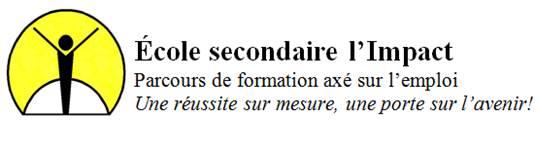 École secondaire l’Impact
Parcours de formation axé sur l’emploi
Une réussite sur mesure, une porte sur l’avenir!